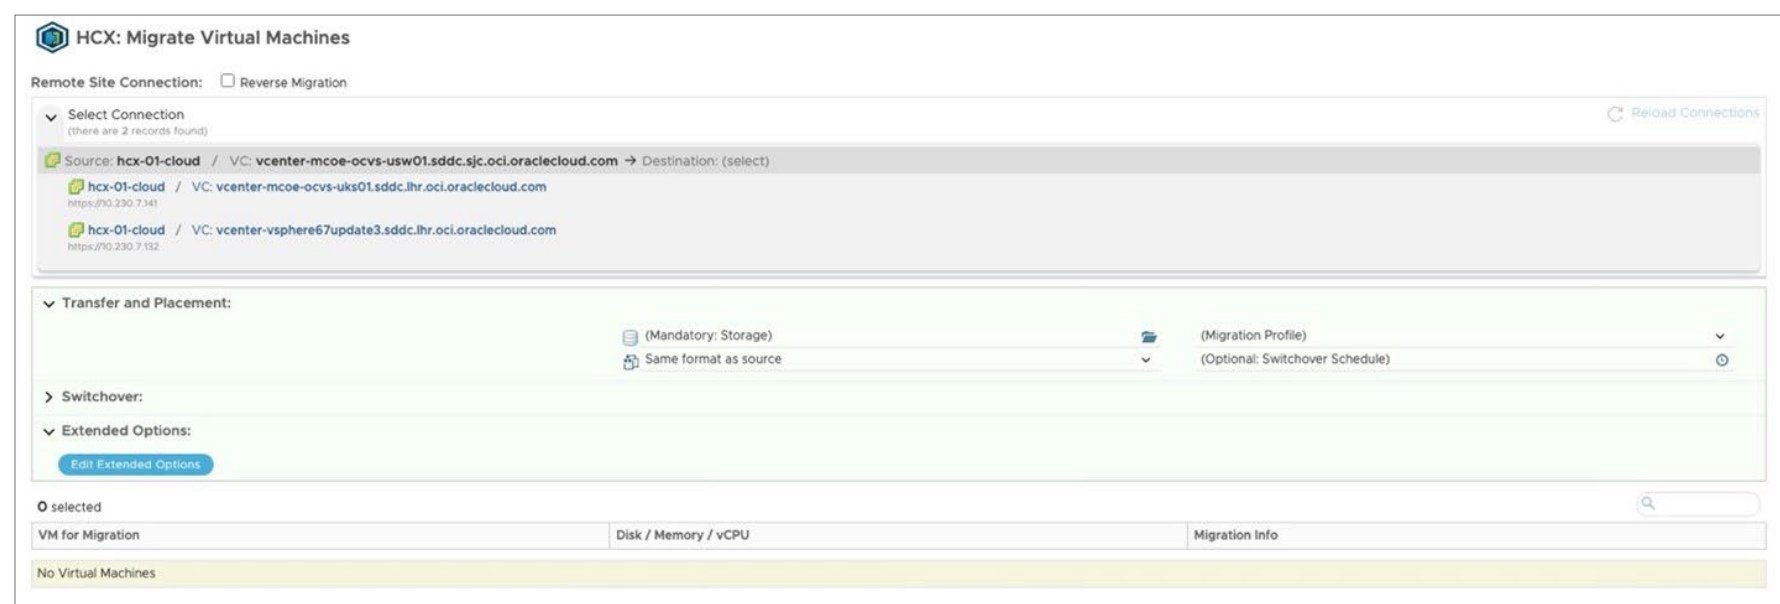 HCX: Migrate Virtual Machines
Remote Site Connection: Reverse Migration
Select Connection
(there are 2 records found)
Reload Connections
Source: hcx-01-cloud / VC: vcenter-mcoe-ocvs-usw01.sddc.sjc.oci.oraclecloud.com → Destination: (select)
hcx-01-cloud / VC: vcenter-mcoe-ocvs-uks01.sddc.lhr.oci.oraclecloud.com
https://10.230.7.141
hcx-01-cloud / VC: vcenter-vsphere67update3.sddc.lhr.oci.oraclecloud.com
https://10.230.7.132
Transfer and Placement:
(Mandatory: Storage) (Migration Profile)
Same format as source (Optional: Switchover Schedule)
Switchover:
Extended Options:
Edit Extended Options
0 selected
VM for Migration Disk / Memory / vCPU Migration Info
No Virtual Machines